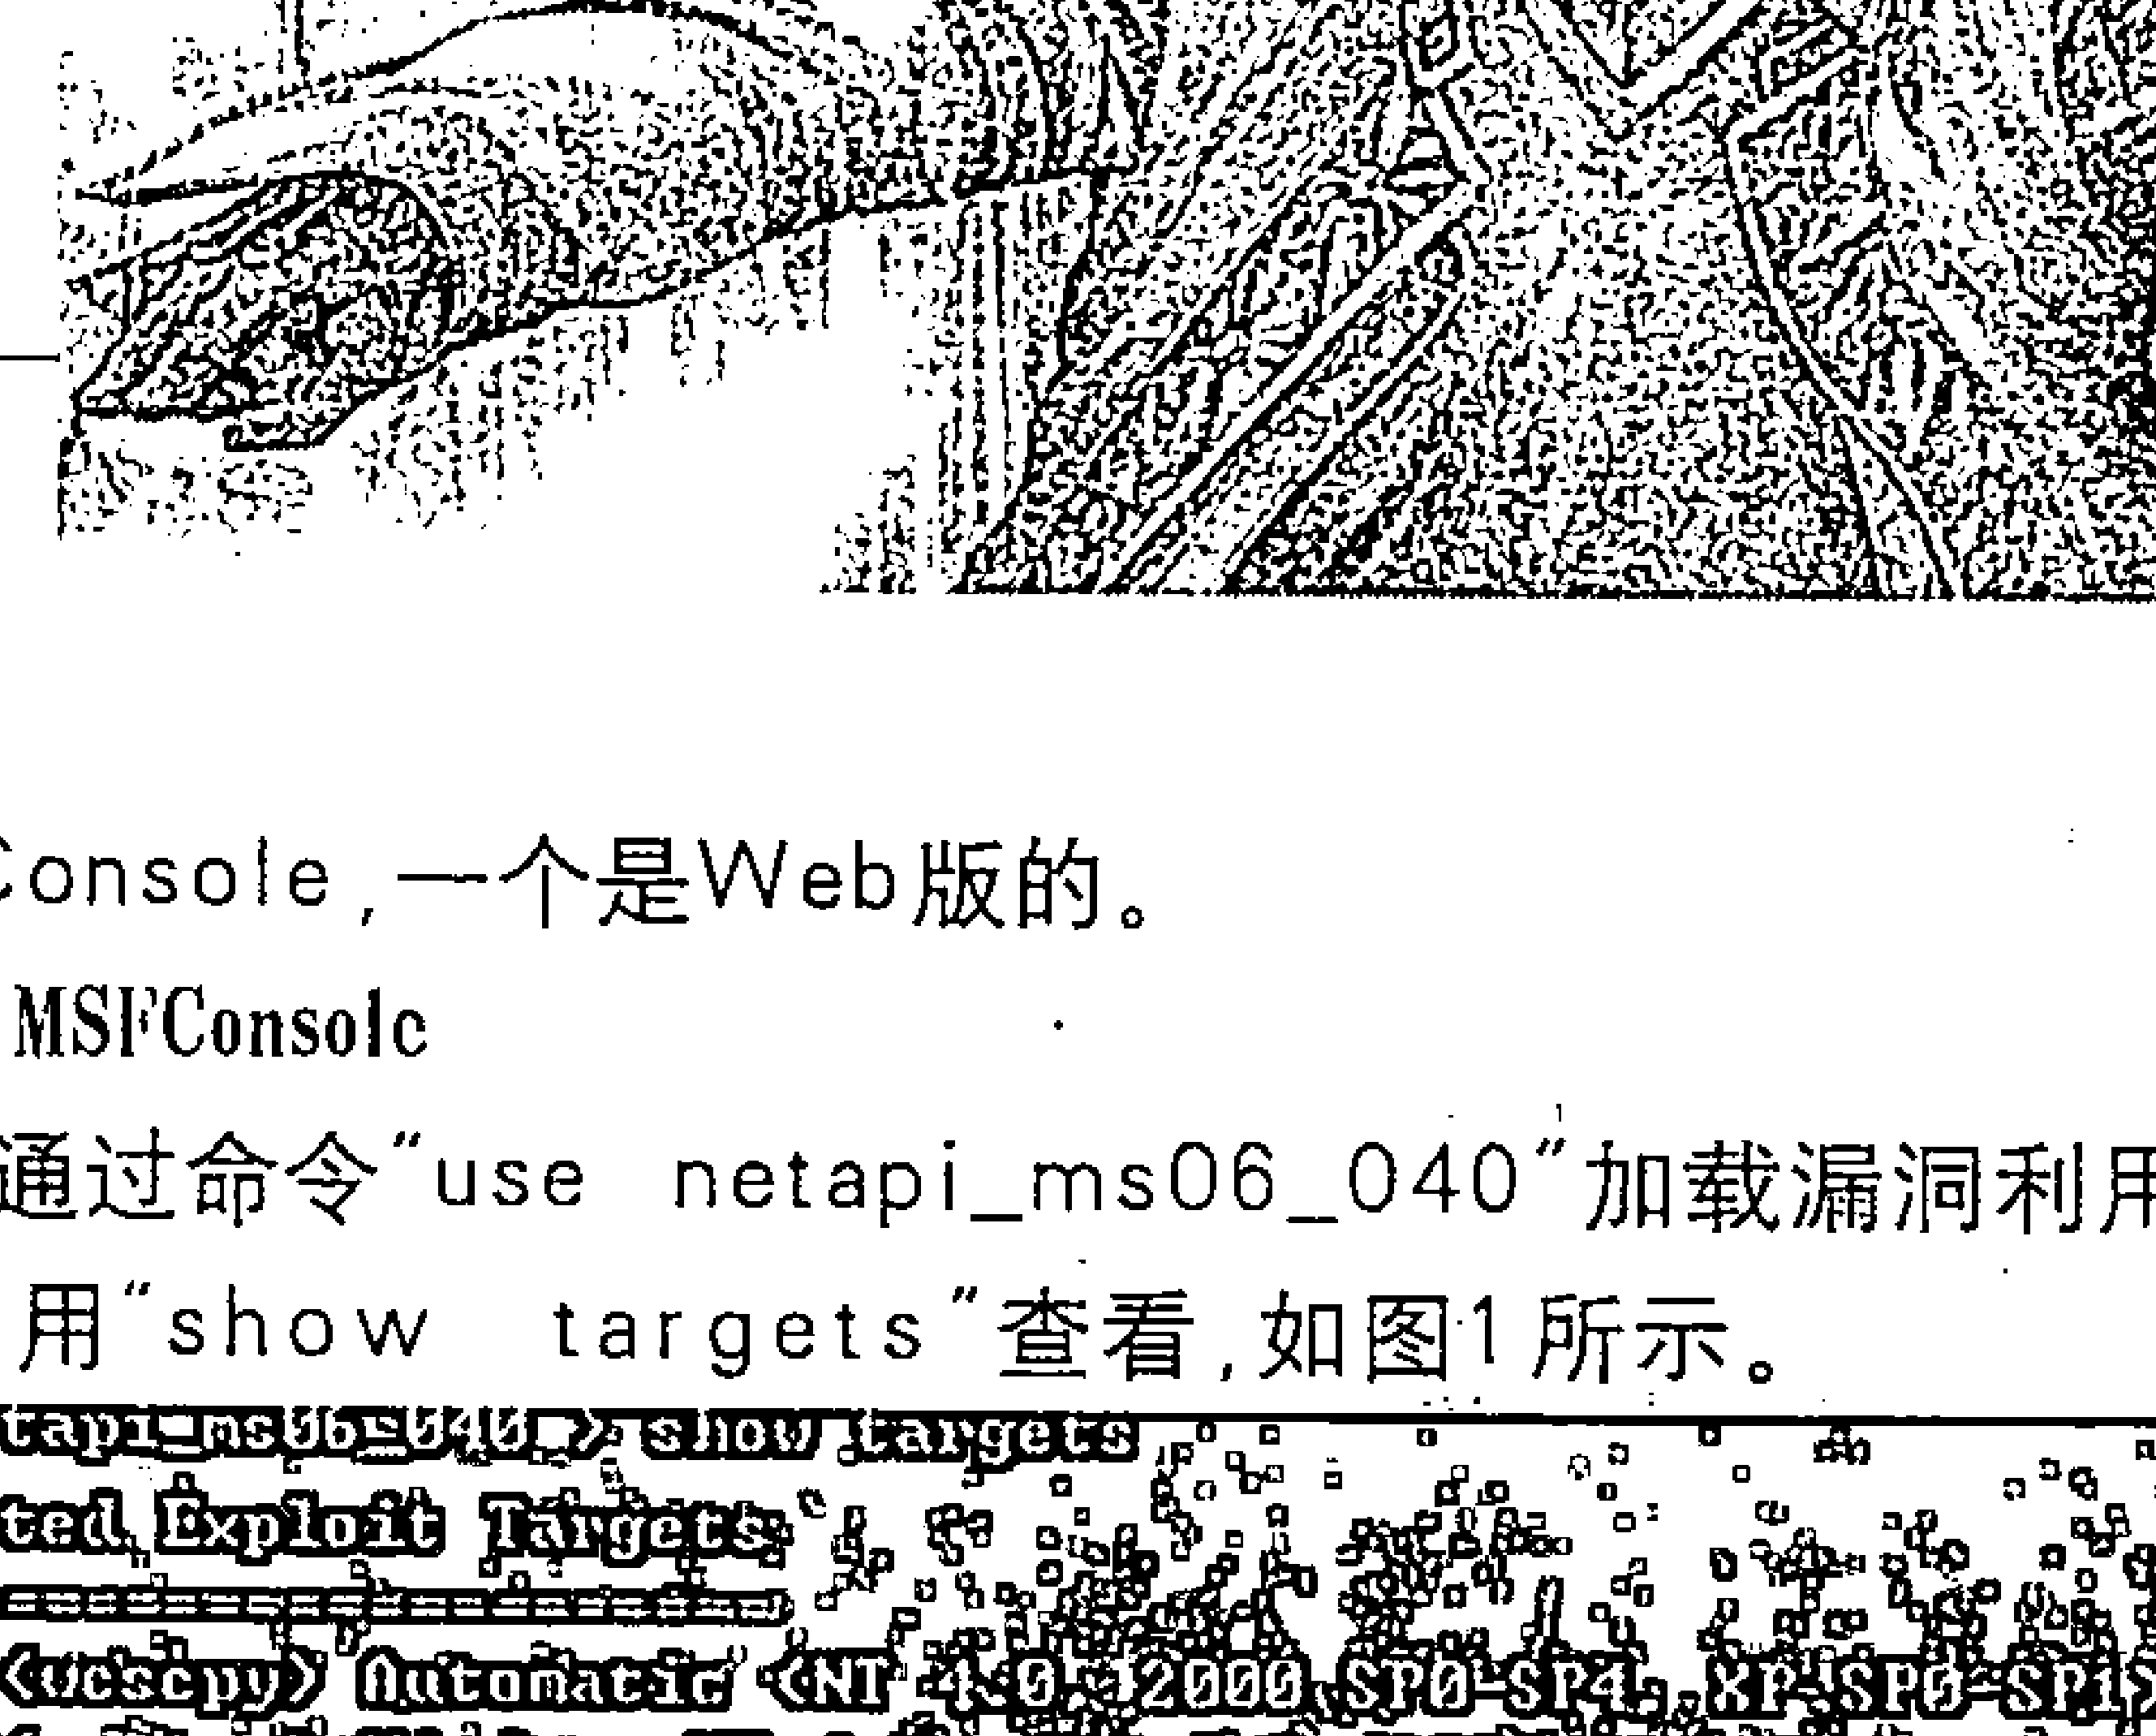 Console,一个是Web版的。
MSFConsole
通过命令“use netapi_ms06_040”加载漏洞利用
用“show targets”查看,如图1所示。
tapi_ms06_040 > show targets
ted Exploit Targets
====================
(wcscpy) Automatic (NT 4.0, 2000 SP0-SP4, XP SP0-SP1)